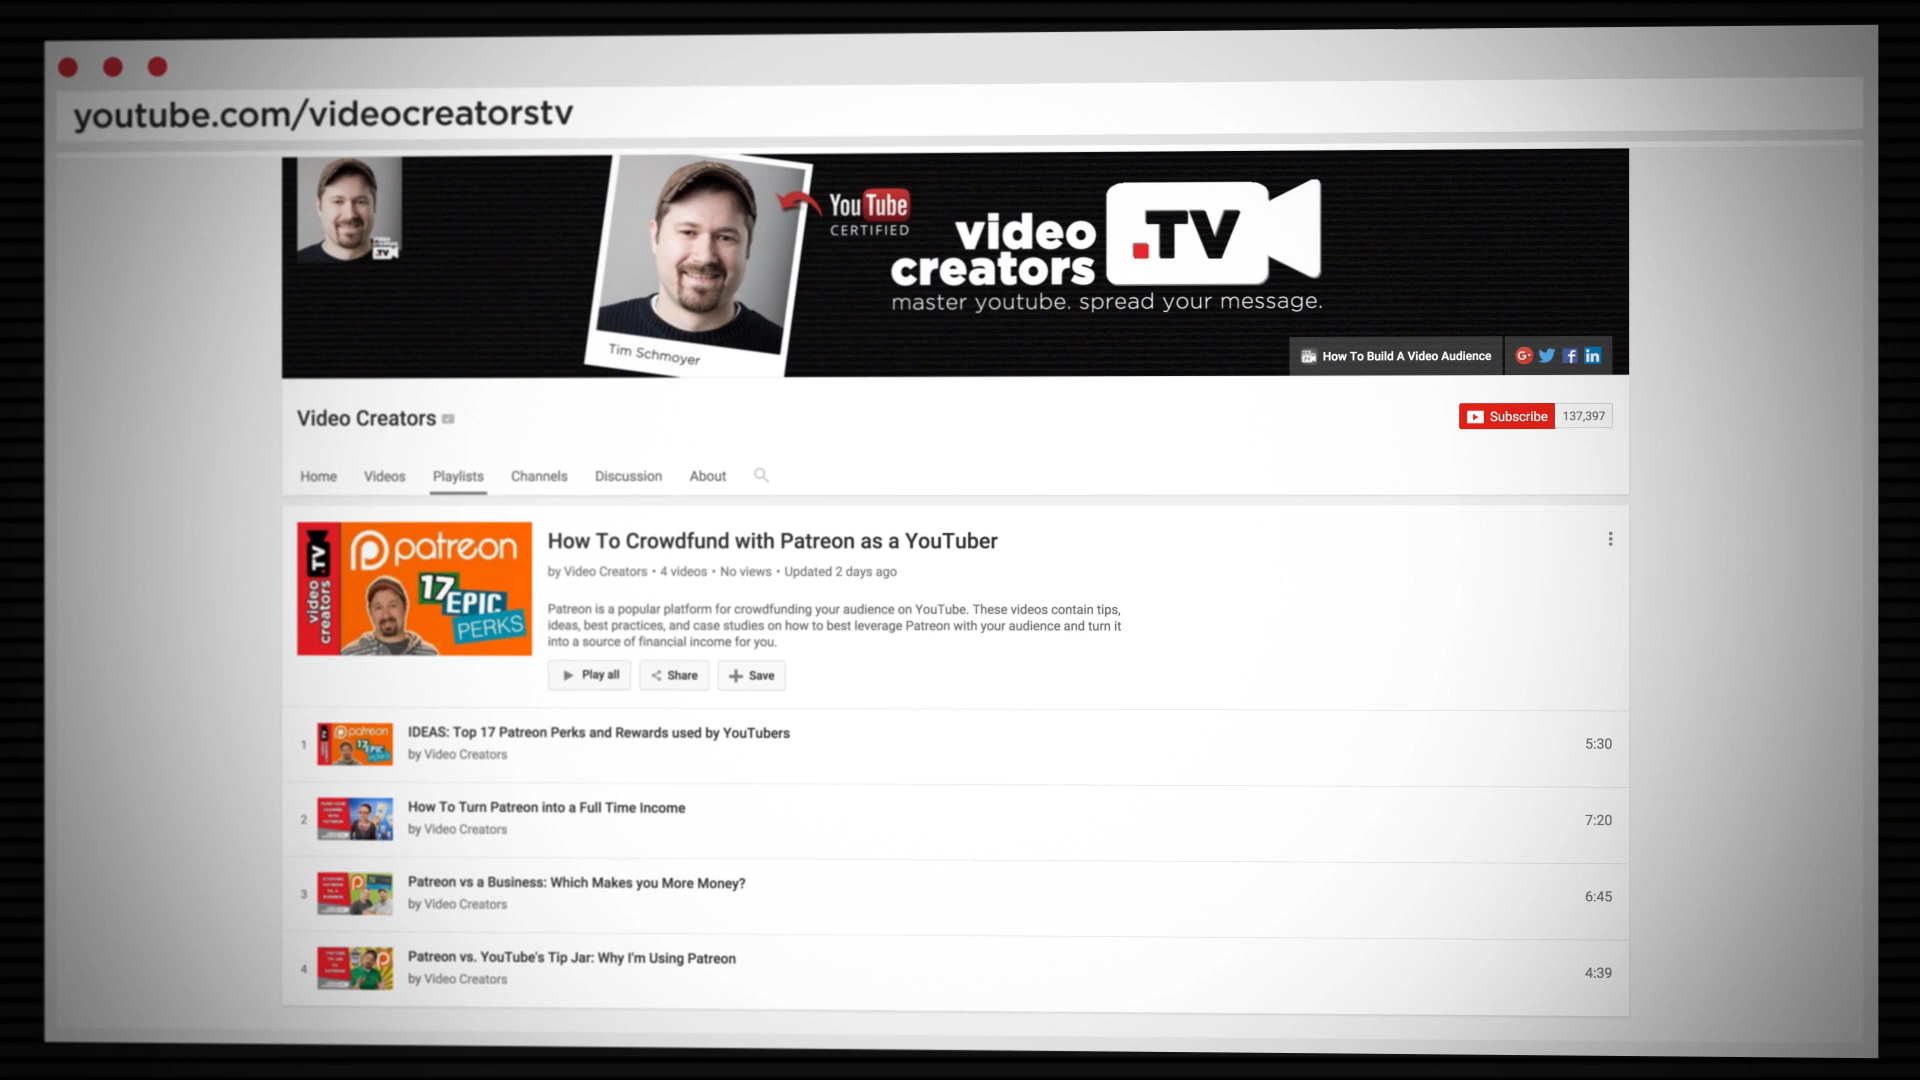 youtube.com/videocreatorstv
YouTube
CERTIFIED
video
creators
.TV
master youtube. spread your message.
Tim Schmoyer
How To Build A Video Audience
Video Creators
Subscribe 137,397
Home Videos Playlists Channels Discussion About
video creators .TV
patreon
17 EPIC
PERKS
How To Crowdfund with Patreon as a YouTuber
by Video Creators • 4 videos • No views • Updated 2 days ago
Patreon is a popular platform for crowdfunding your audience on YouTube. These videos contain tips,
ideas, best practices, and case studies on how to best leverage Patreon with your audience and turn it
into a source of financial income for you.
Play all Share Save
1 IDEAS: Top 17 Patreon Perks and Rewards used by YouTubers 5:30
by Video Creators
2 How To Turn Patreon into a Full Time Income 7:20
by Video Creators
3 Patreon vs a Business: Which Makes you More Money? 6:45
by Video Creators
4 Patreon vs. YouTube's Tip Jar: Why I'm Using Patreon 4:39
by Video Creators